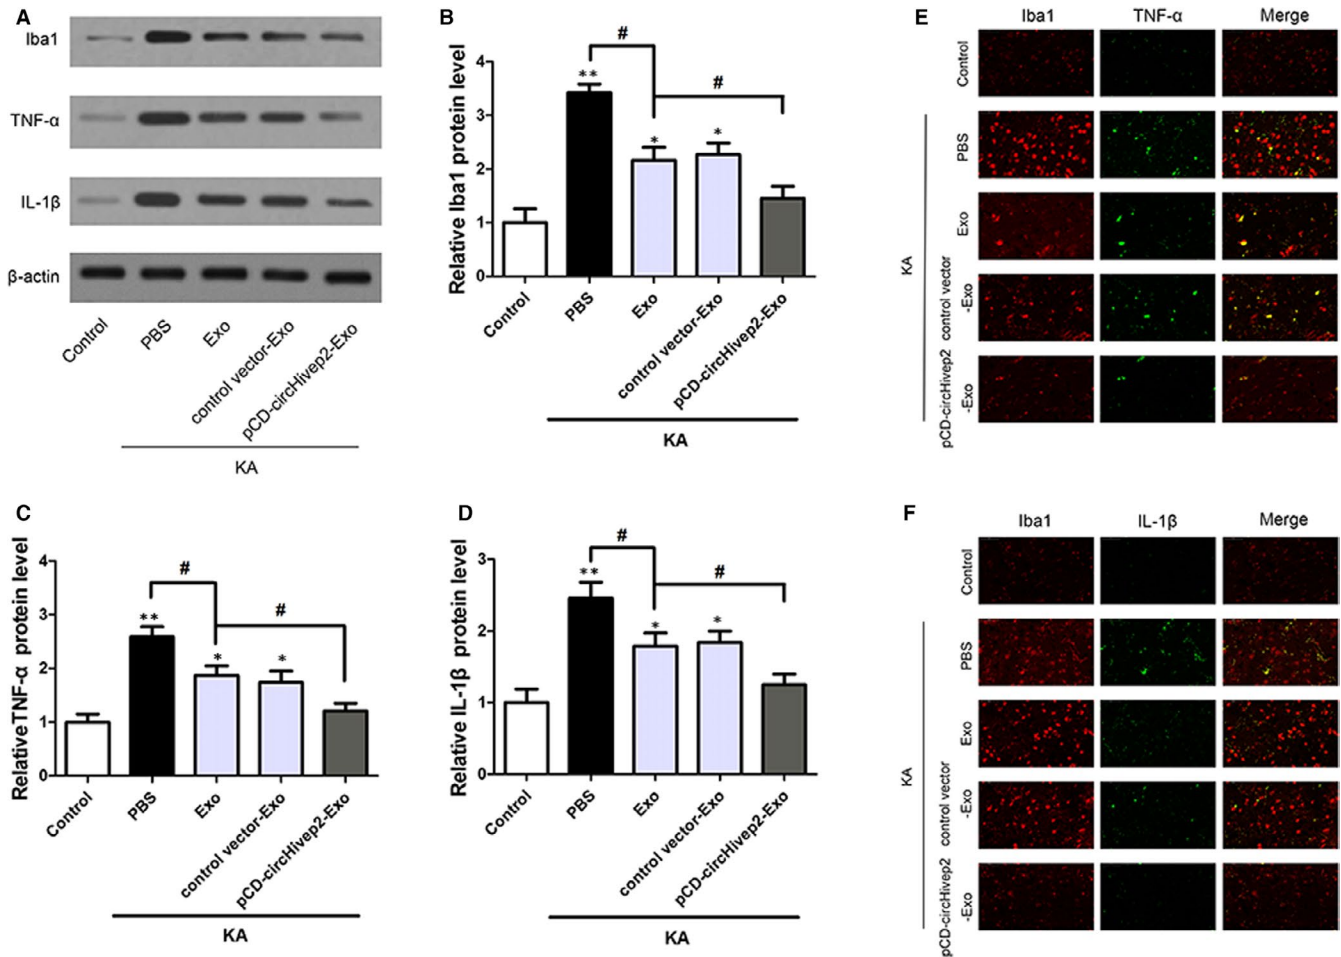 A
Iba1
TNF-α
IL-1β
β-actin
Control
PBS
Exo
control vector-Exo
pCD-circHivep2-Exo
KA
B
Relative Iba1 protein level
4
3
2
1
0
#
#
**
*
*
Control
PBS
Exo
control vector-Exo
pCD-circHivep2-Exo
KA
C
Relative TNF-α protein level
4
3
2
1
0
#
#
**
*
*
Control
PBS
Exo
control vector-Exo
pCD-circHivep2-Exo
KA
D
Relative IL-1β protein level
3
2
1
0
#
#
**
*
*
Control
PBS
Exo
control vector-Exo
pCD-circHivep2-Exo
KA
E
Iba1 TNF-α Merge
Control
PBS
Exo
control vector
-Exo
pCD-circHivep2
-Exo
KA
F
Iba1 IL-1β Merge
Control
PBS
Exo
control vector
-Exo
pCD-circHivep2
-Exo
KA